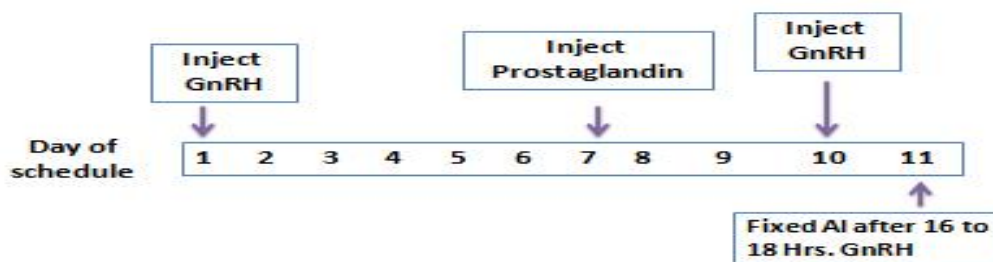 Inject
GnRH
Inject
Prostaglandin
Inject
GnRH
Day of
schedule
1 2 3 4 5 6 7 8 9 10 11
Fixed AI after 16 to
18 Hrs. GnRH